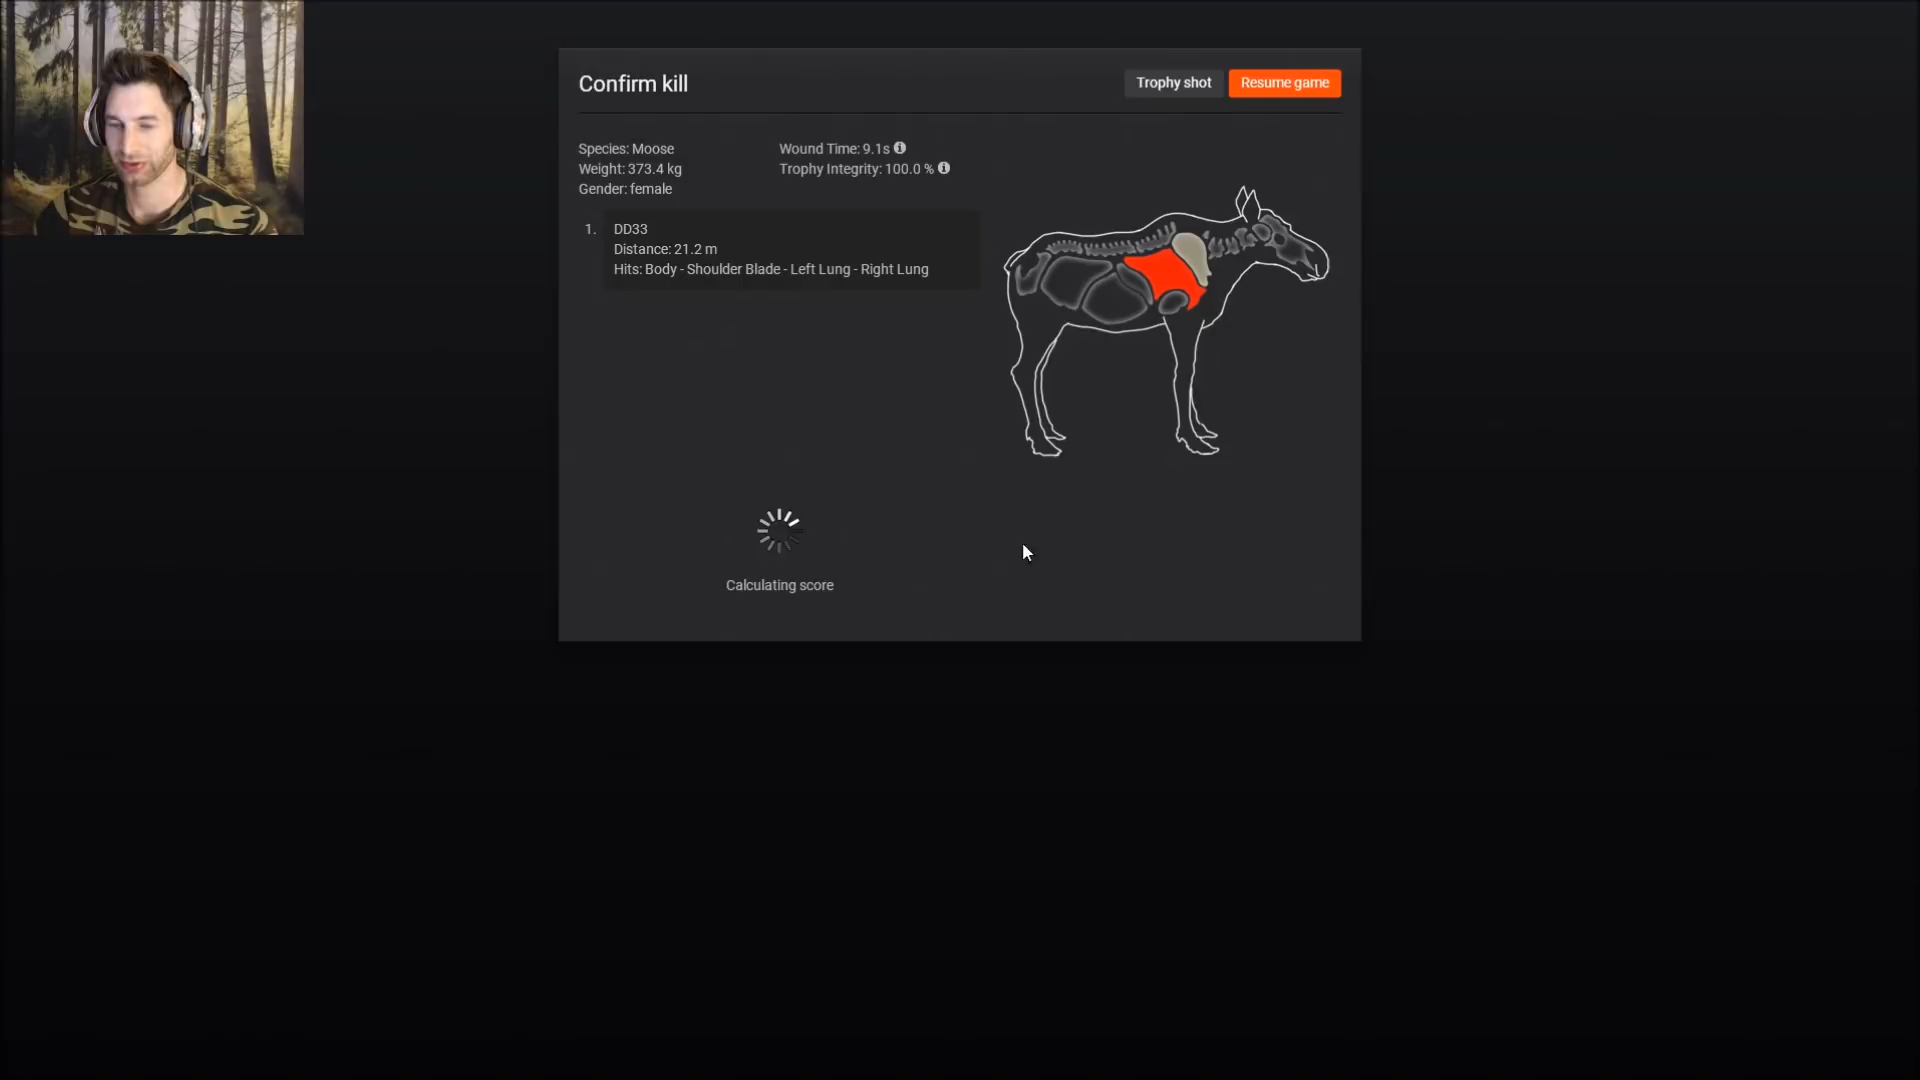 Confirm kill
Trophy shot
Resume game
Species: Moose
Weight: 373.4 kg
Gender: female
Wound Time: 9.1s
Trophy Integrity: 100.0 %
1. DD33
Distance: 21.2 m
Hits: Body - Shoulder Blade - Left Lung - Right Lung
Calculating score